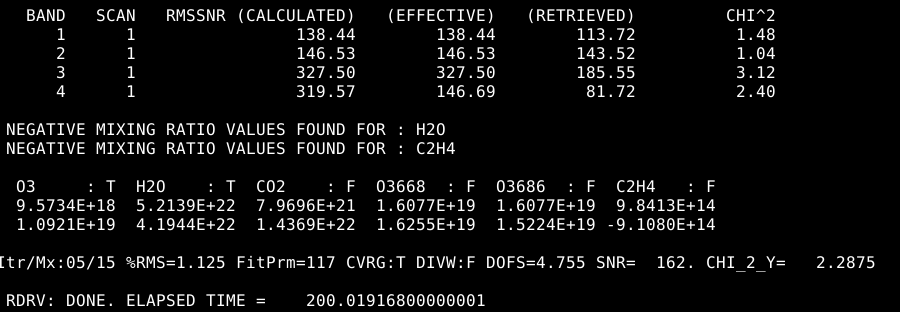 BAND SCAN RMSSNR (CALCULATED) (EFFECTIVE) (RETRIEVED) CHI^2
1 1 138.44 138.44 113.72 1.48
2 1 146.53 146.53 143.52 1.04
3 1 327.50 327.50 185.55 3.12
4 1 319.57 146.69 81.72 2.40
NEGATIVE MIXING RATIO VALUES FOUND FOR : H2O
NEGATIVE MIXING RATIO VALUES FOUND FOR : C2H4
O3 : T H2O : T CO2 : F O3668 : F O3686 : F C2H4 : F
9.5734E+18 5.2139E+22 7.9696E+21 1.6077E+19 1.6077E+19 9.8413E+14
1.0921E+19 4.1944E+22 1.4369E+22 1.6255E+19 1.5224E+19 -9.1080E+14
Itr/Mx:05/15 %RMS=1.125 FitPrm=117 CVRG:T DIVW:F DOFS=4.755 SNR= 162. CHI_2_Y= 2.2875
RDRV: DONE. ELAPSED TIME = 200.01916800000001